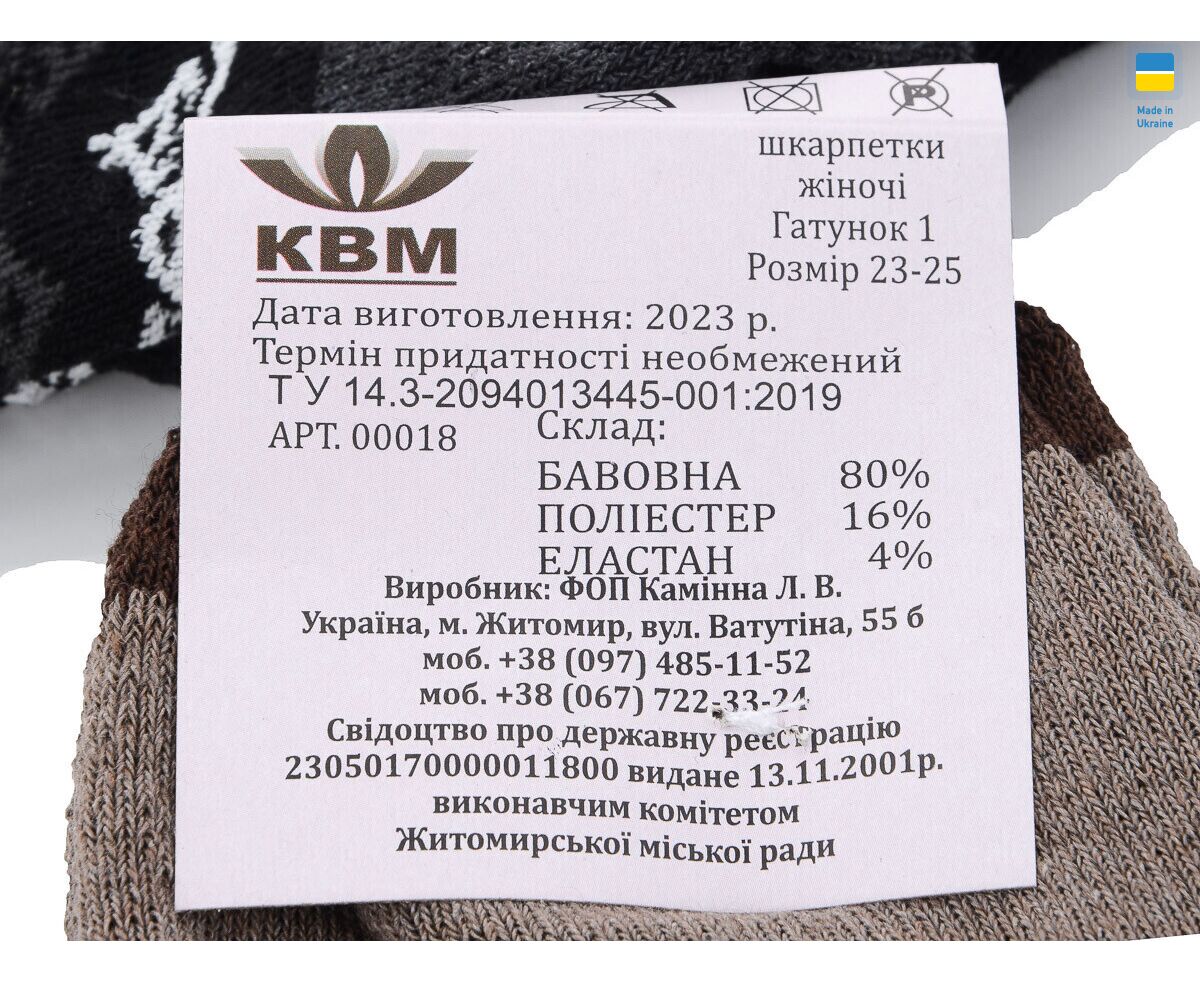 Made in
Ukraine
P
шкарпетки
жіночі
Гатунок 1
Розмір 23-25
КВМ
Дата виготовлення: 2023 р.
Термін придатності необмежений
Т У 14.3-2094013445-001:2019
АРТ. 00018
Склад:
БАВОВНА 80%
ПОЛІЕСТЕР 16%
ЕЛАСТАН 4%
Виробник: ФОП Камінна Л. В.
Україна, м. Житомир, вул. Ватутіна, 55 б
моб. +38 (097) 485-11-52
моб. +38 (067) 722-33-24
Свідоцтво про державну реєстрацію
23050170000011800 видане 13.11.2001р.
виконавчим комітетом
Житомирської міської ради